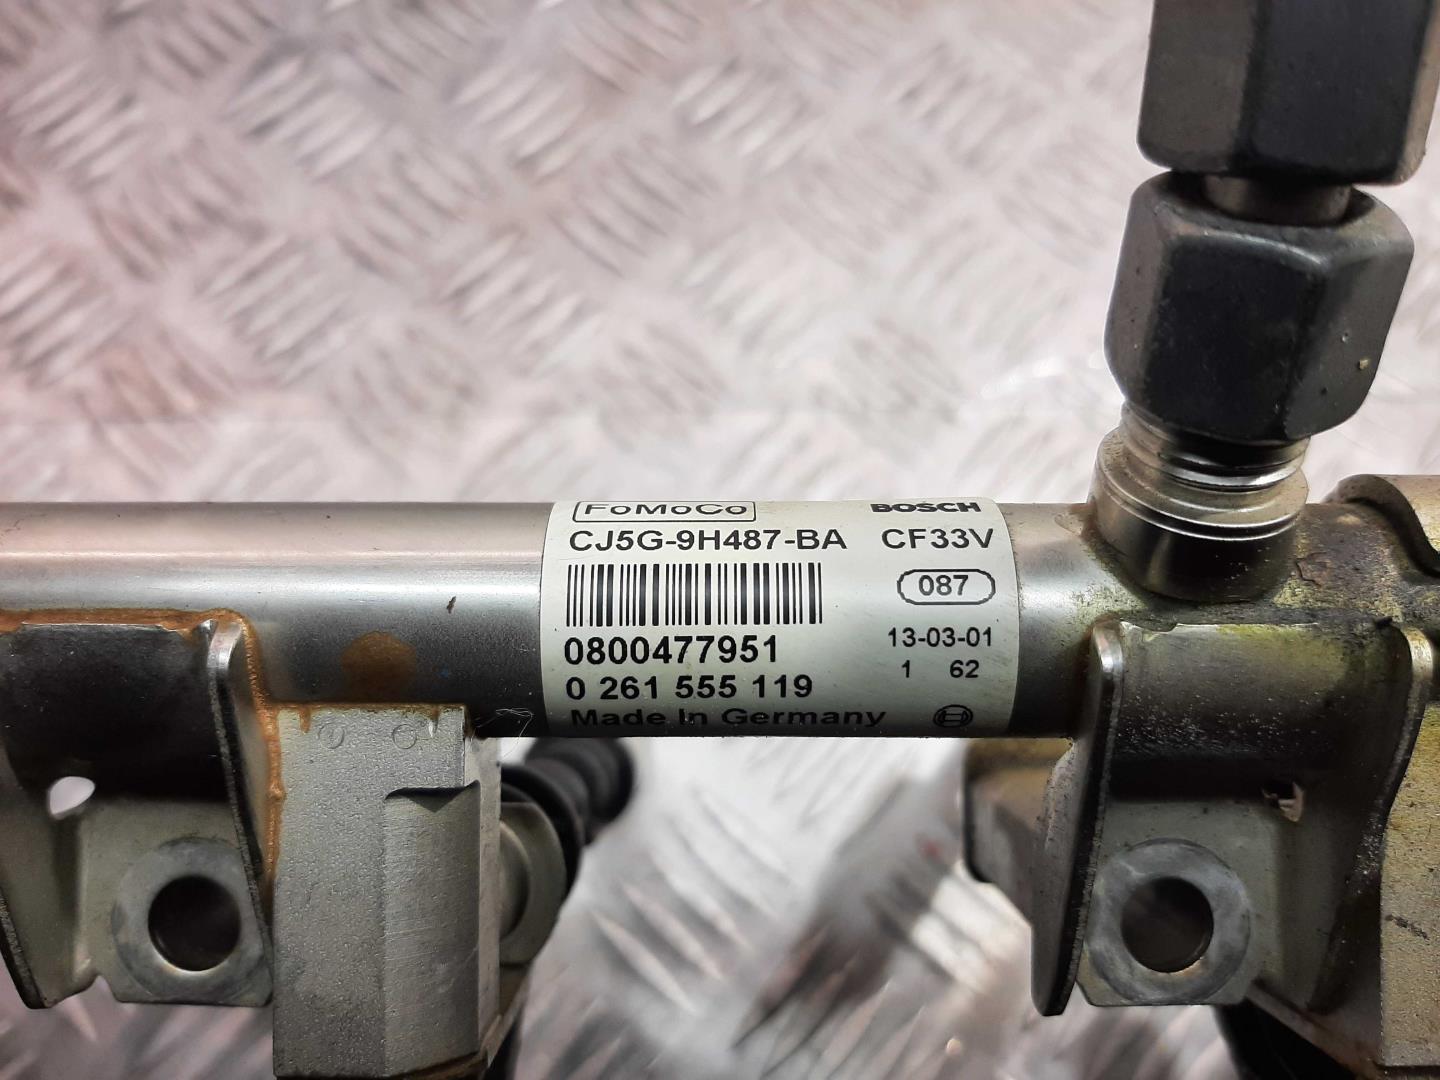 FoMoCo BOSCH
CJ5G-9H487-BA CF33V
087
0800477951 13-03-01
0 261 555 119 1 62
Made In Germany